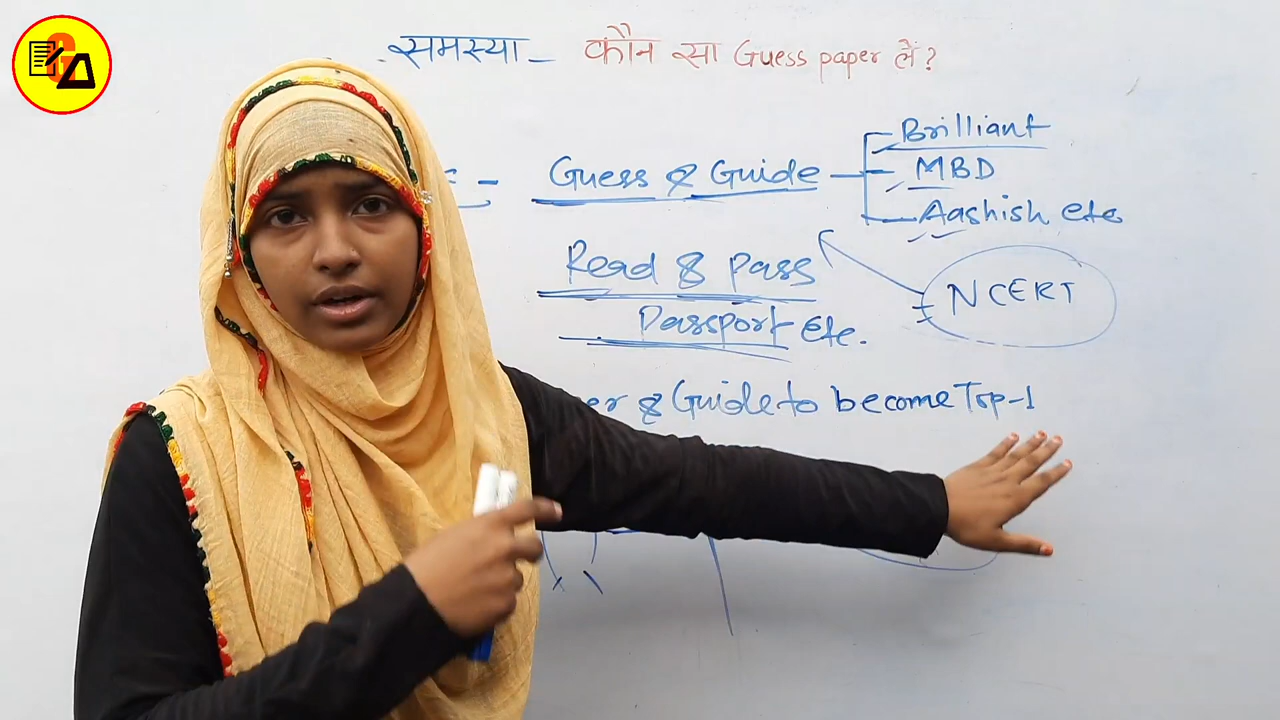 समस्या - कौन सा Guess paper लें?
- Guess & Guide - Brilliant
MBD
Aashish etc
Read & pass
NCERT
Passport etc.
& Guide to become Top-1